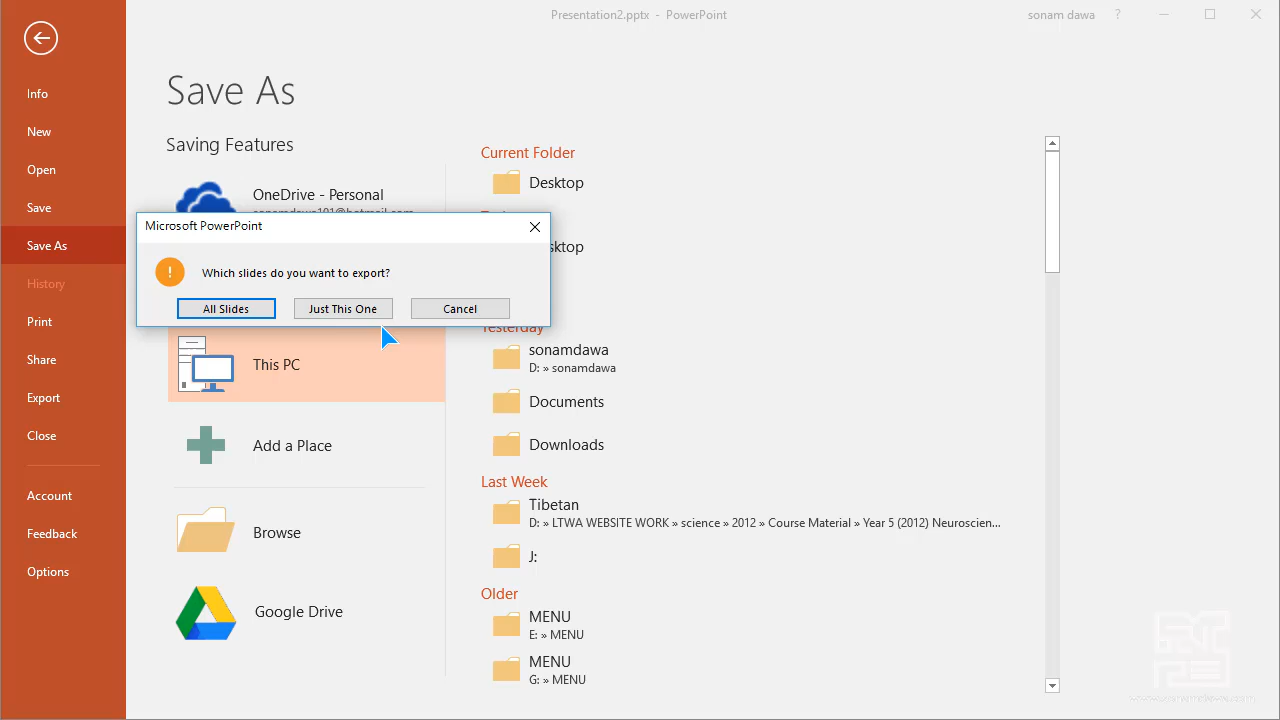 Presentation2.pptx - PowerPoint
sonam dawa
?
Info
New
Open
Save
Save As
History
Print
Share
Export
Close
Account
Feedback
Options
Save As
Saving Features
OneDrive - Personal
This PC
Add a Place
Browse
Google Drive
Microsoft PowerPoint
!
Which slides do you want to export?
All Slides
Just This One
Cancel
Current Folder
Desktop
Yesterday
sonamdawa
D: » sonamdawa
Documents
Downloads
Last Week
Tibetan
D: » LTWA WEBSITE WORK » science » 2012 » Course Material » Year 5 (2012) Neuroscien...
J:
Older
MENU
E: » MENU
MENU
G: » MENU